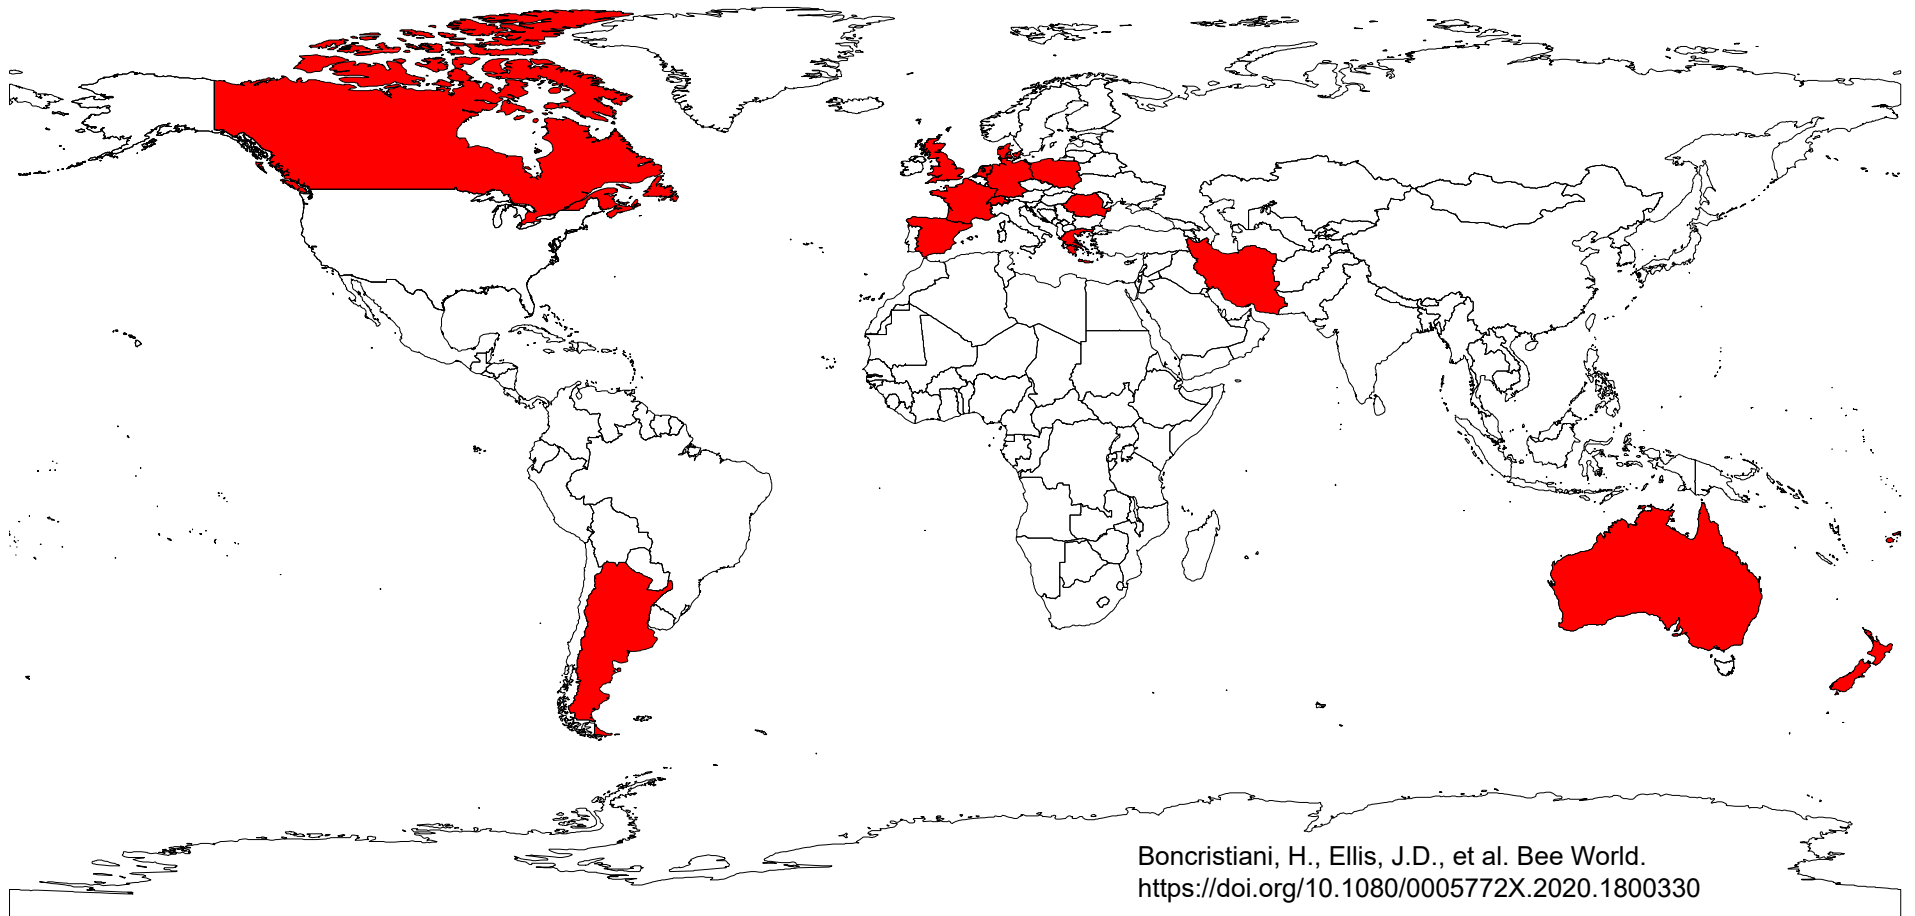 Boncristiani, H., Ellis, J.D., et al. Bee World.
https://doi.org/10.1080/0005772X.2020.1800330